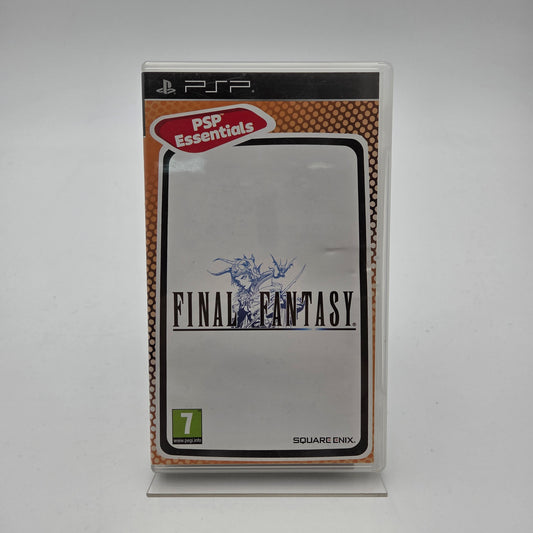 PSP
PSP
Essentials
FINAL FANTASY®
7
www.pegi.info
SQUARE ENIX.